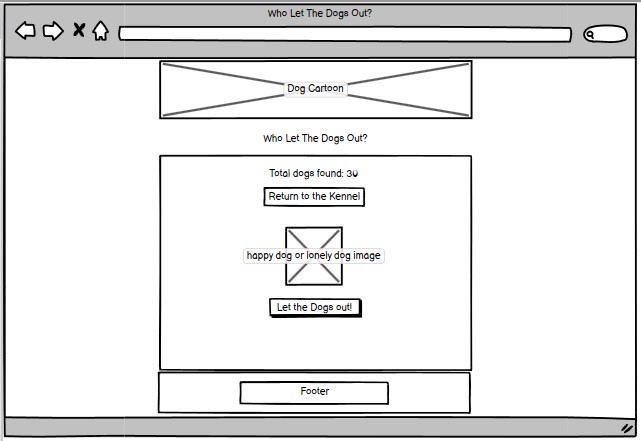 Who Let The Dogs Out?
Dog Cartoon
Who Let The Dogs Out?
Total dogs found: 30
Return to the Kennel
happy dog or lonely dog image
Let the Dogs out!
Footer